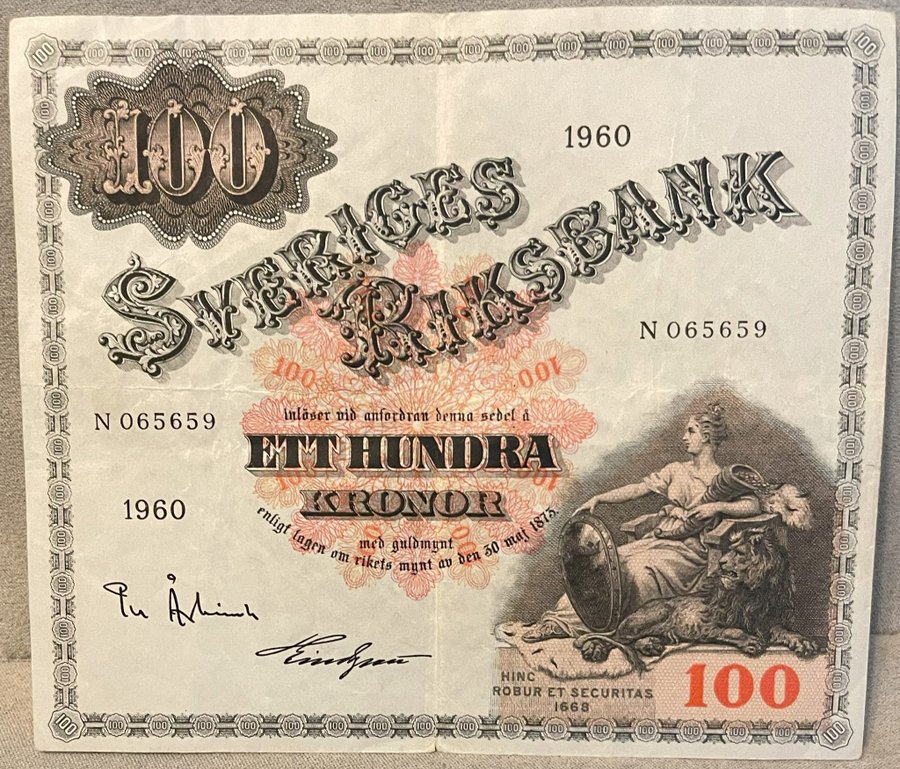 100
1960
SVERIGES
RIKSBANK
N 065659
100 100
Inlöser vid anfordran denna sedel å
N 065659
ETT HUNDRA
KRONOR
1960
med guldmynt
enligt lagen om rikets mynt av den 30 maj 1873.
HINC
ROBUR ET SECURITAS
1668
100